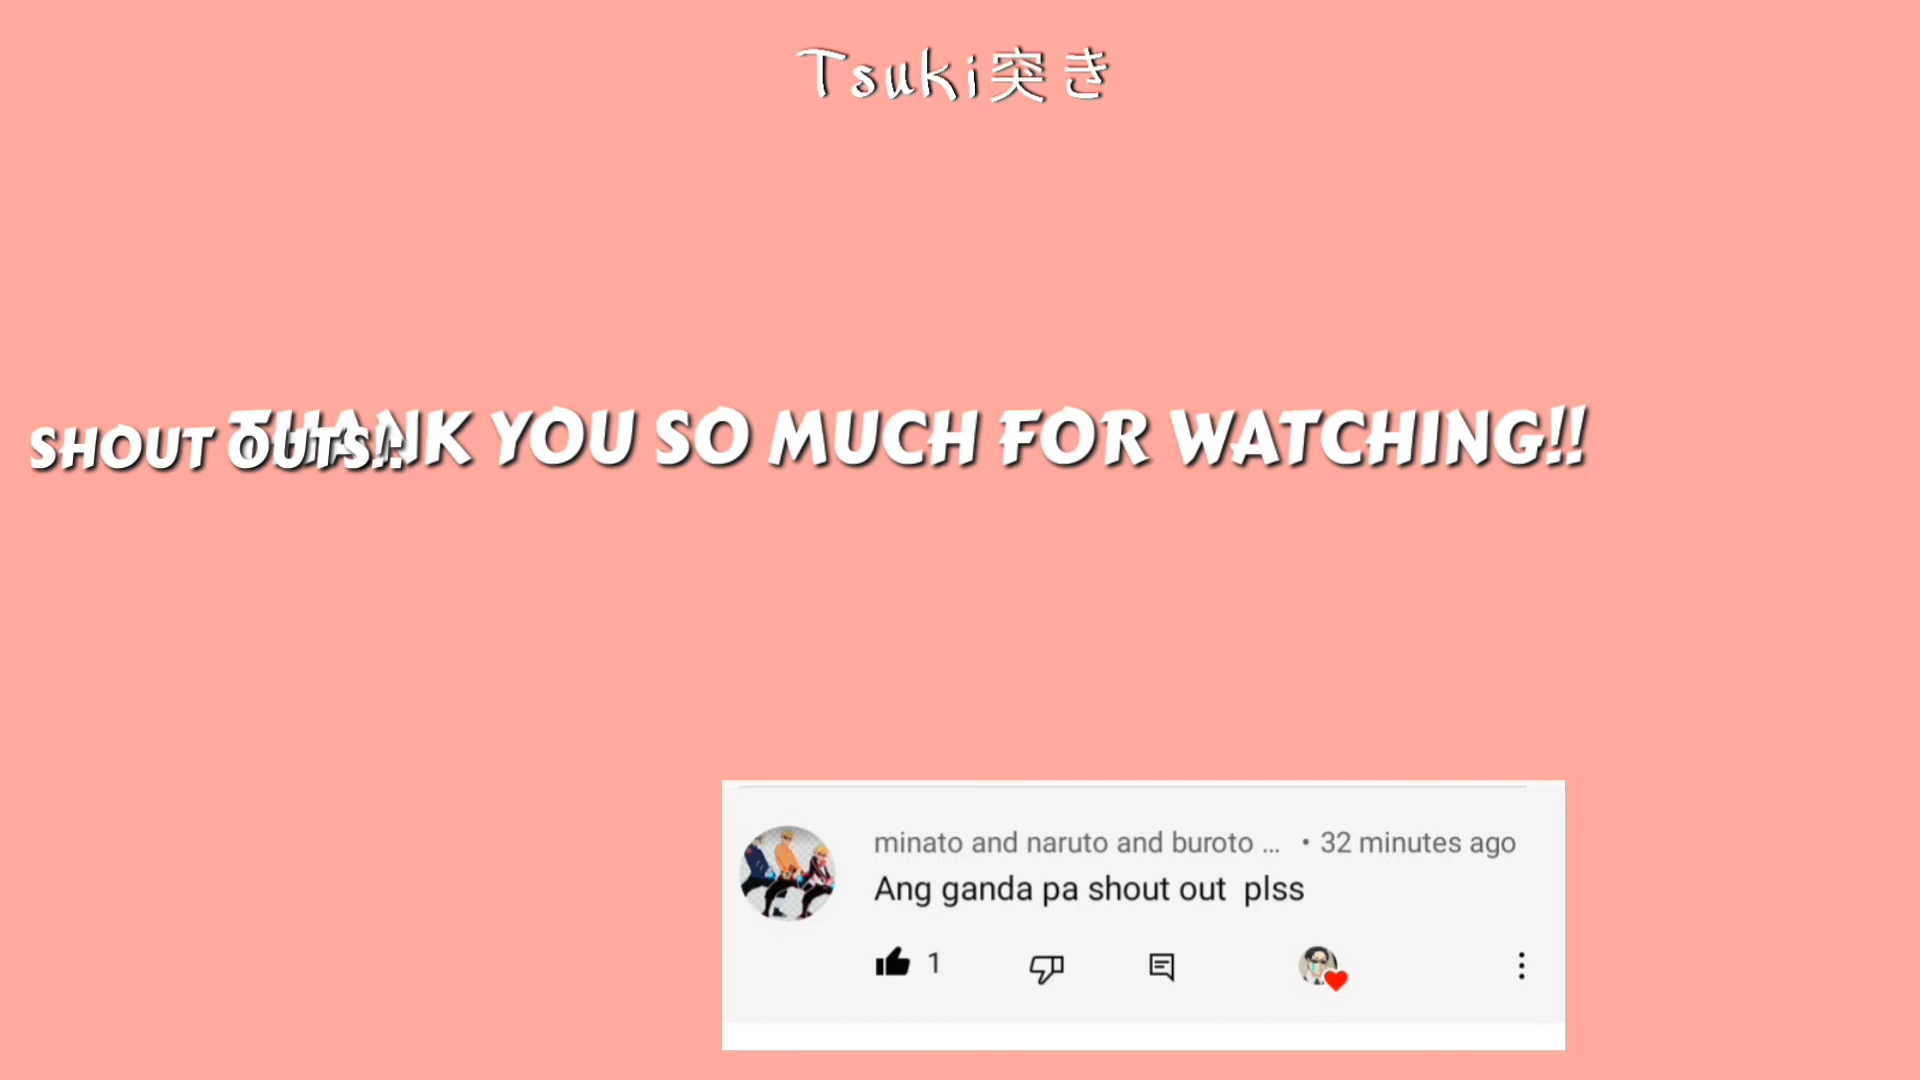 Tsuki突き
SHOUT OUTS!!
THANK YOU SO MUCH FOR WATCHING!!
minato and naruto and buroto ... • 32 minutes ago
Ang ganda pa shout out plss
1